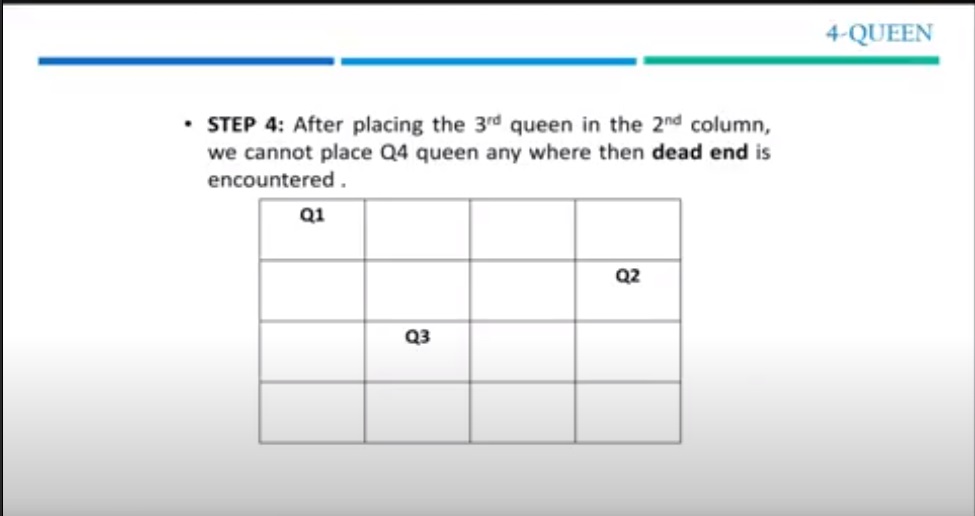 4-QUEEN
• STEP 4: After placing the 3rd queen in the 2nd column,
we cannot place Q4 queen any where then dead end is
encountered .
Q1
Q2
Q3